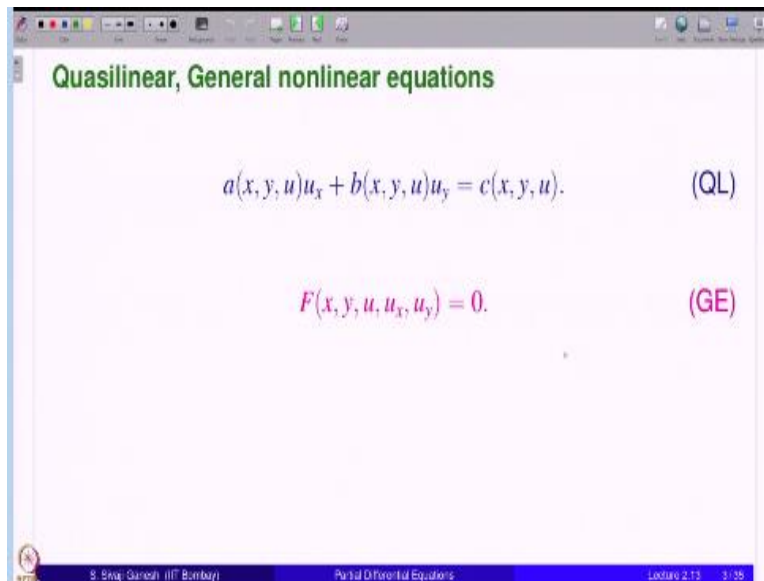 Quasilinear, General nonlinear equations
a(x, y, u)u_x + b(x, y, u)u_y = c(x, y, u). (QL)
F(x, y, u, u_x, u_y) = 0. (GE)
S. Sivaji Ganesh (IIT Bombay) Partial Differential Equations Lecture 2.13 3/35